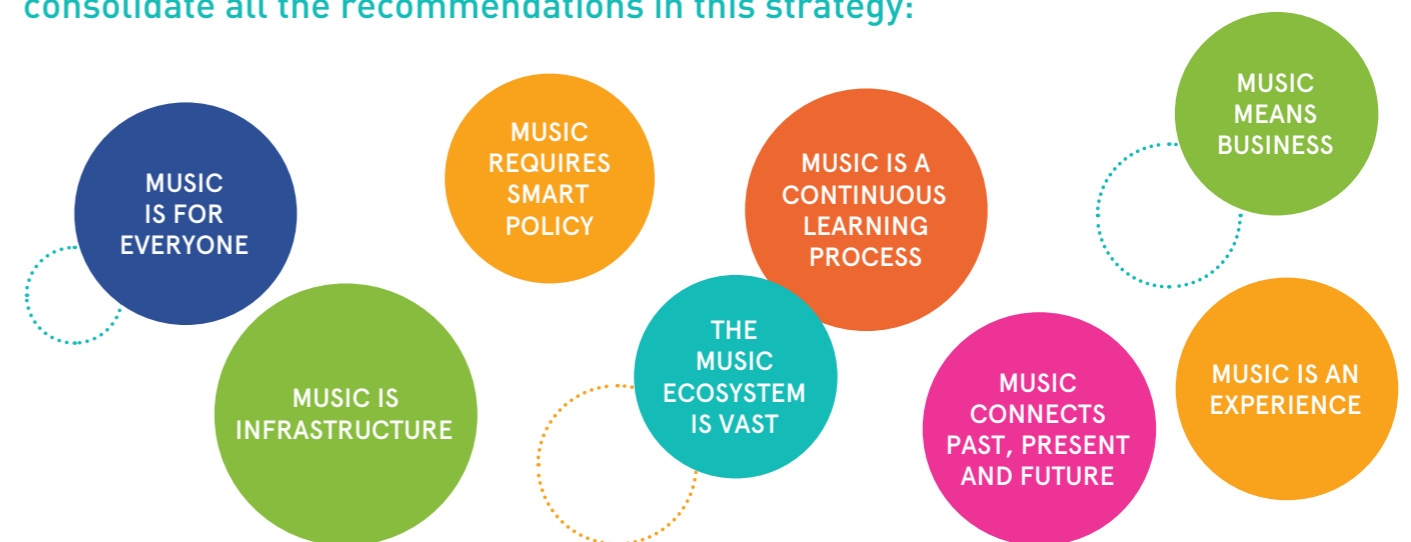 consolidate all the recommendations in this strategy:
MUSIC
IS FOR
EVERYONE
MUSIC IS
INFRASTRUCTURE
MUSIC
REQUIRES
SMART
POLICY
MUSIC IS A
CONTINUOUS
LEARNING
PROCESS
THE
MUSIC
ECOSYSTEM
IS VAST
MUSIC
CONNECTS
PAST, PRESENT
AND FUTURE
MUSIC
MEANS
BUSINESS
MUSIC IS AN
EXPERIENCE